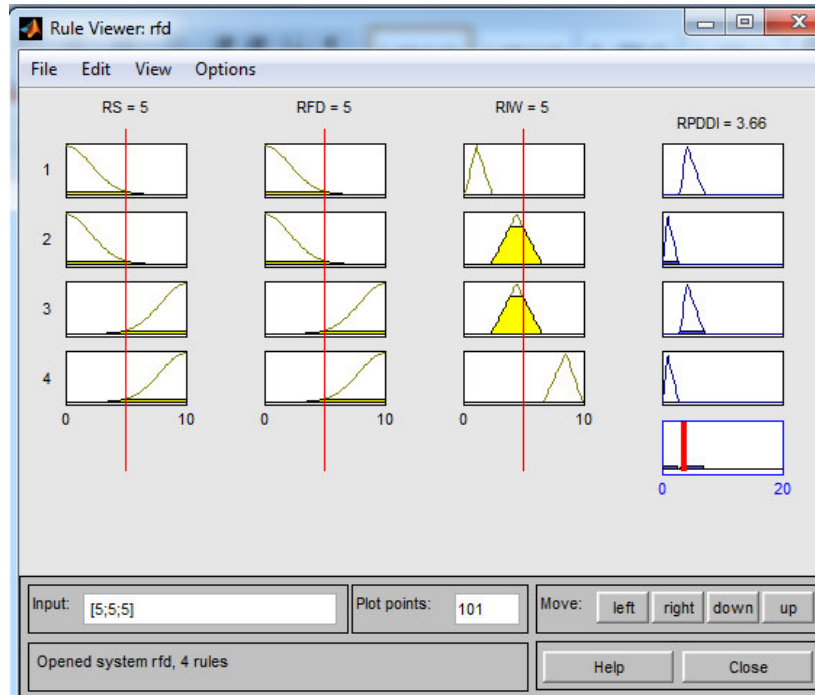 Rule Viewer: rfd
File Edit View Options
RS = 5 RFD = 5 RIW = 5 RPDDI = 3.66
1
2
3
4
0 10 0 10 0 10
0 20
Input: [5;5;5] Plot points: 101 Move: left right down up
Opened system rfd, 4 rules Help Close